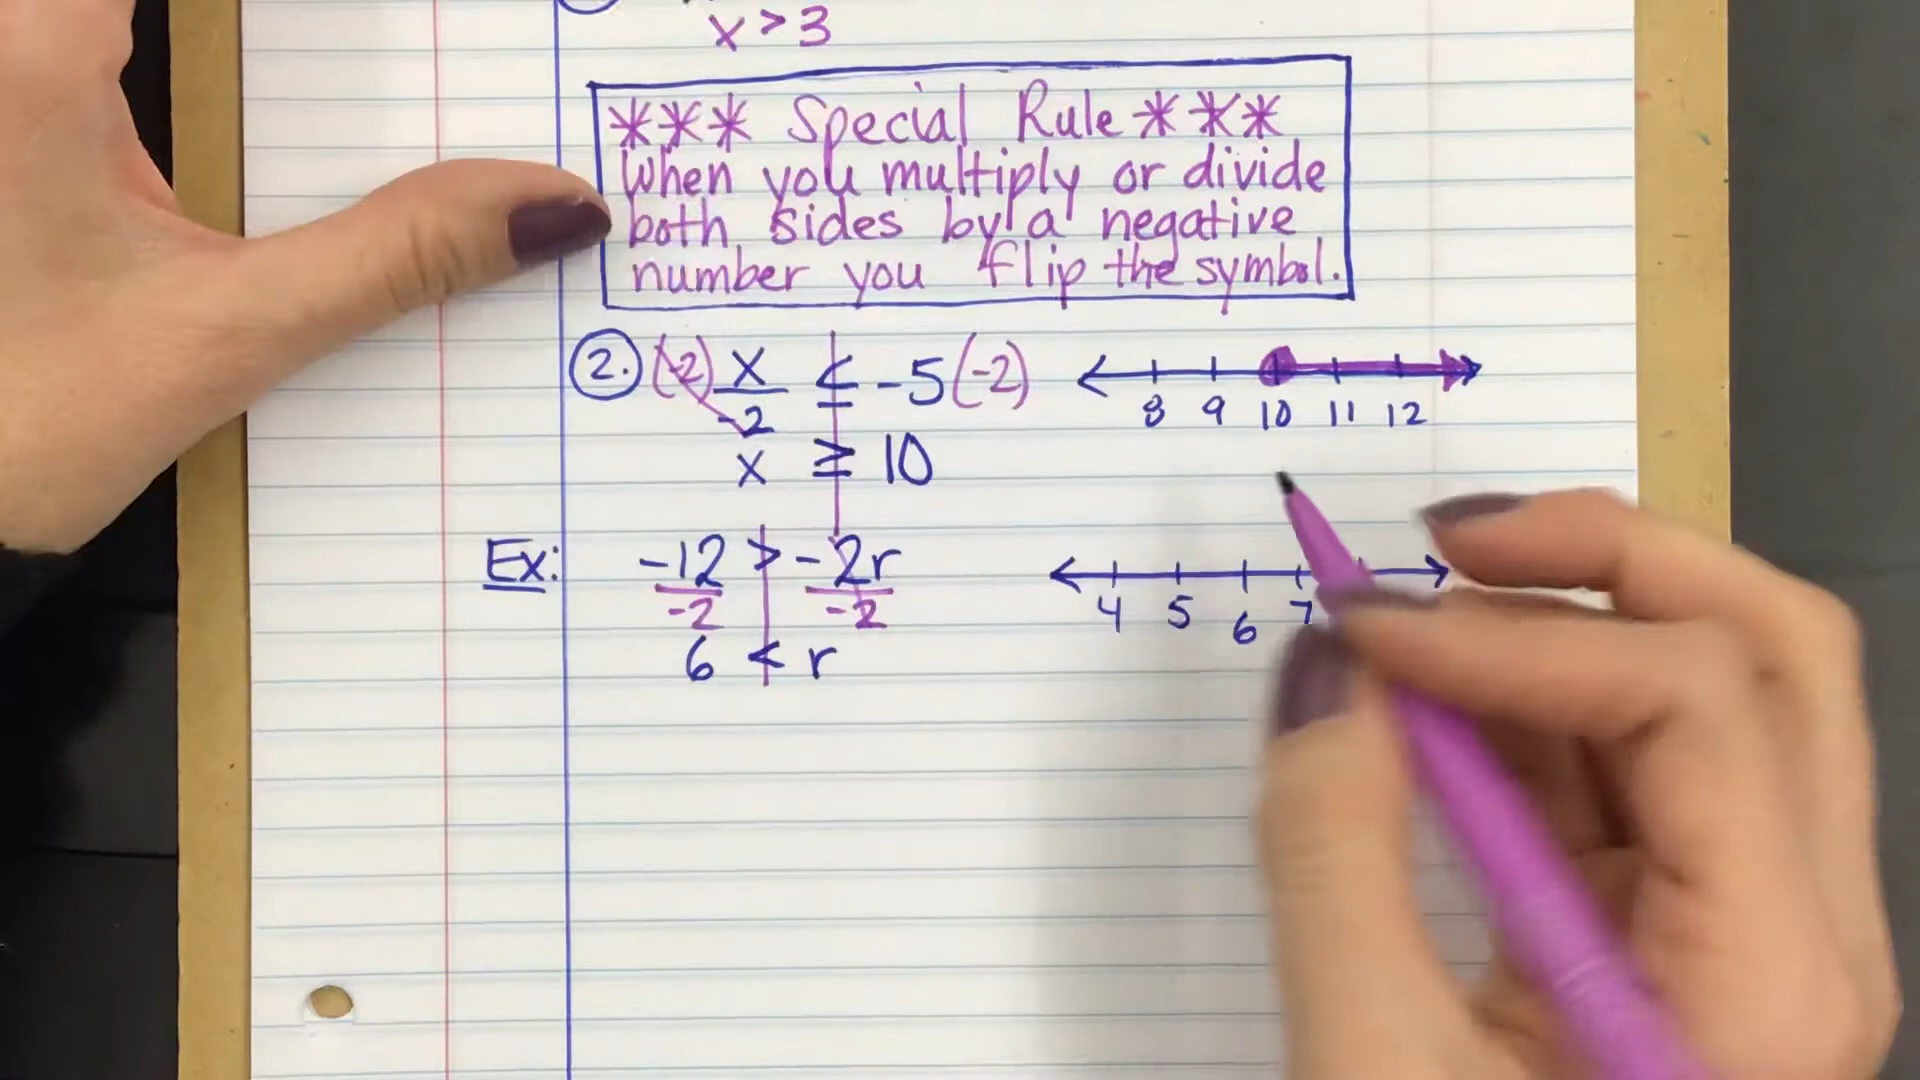 x > 3
*** Special Rule ***
When you multiply or divide
both sides by a negative
number you flip the symbol.
2. (-2) x/-2 ≤ -5 (-2)
x ≥ 10
8 9 10 11 12
Ex: -12 > -2r
-2 -2
6 < r
4 5 6 7